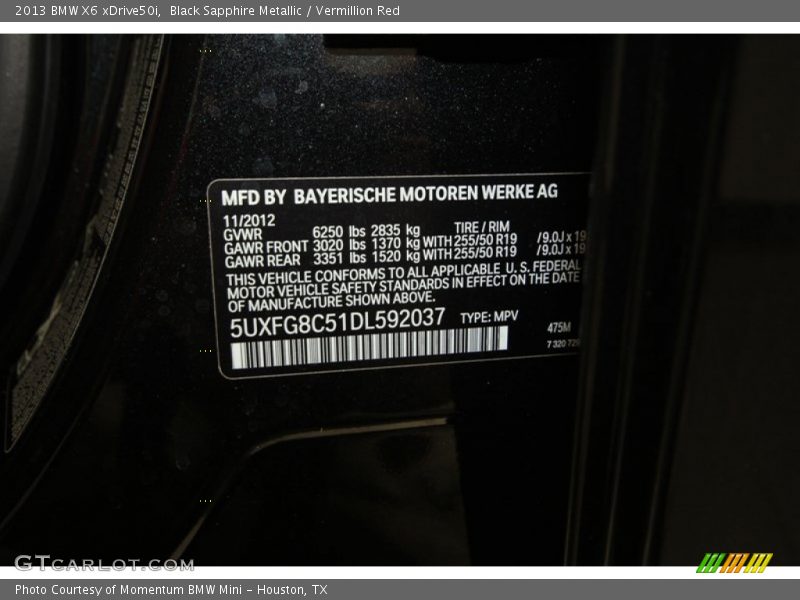 2013 BMW X6 xDrive50i, Black Sapphire Metallic / Vermillion Red
MFD BY BAYERISCHE MOTOREN WERKE AG
11/2012
GVWR 6250 lbs 2835 kg TIRE / RIM
GAWR FRONT 3020 lbs 1370 kg WITH 255/50 R19 /9.0J x 19
GAWR REAR 3351 lbs 1520 kg WITH 255/50 R19 /9.0J x 19
THIS VEHICLE CONFORMS TO ALL APPLICABLE U. S. FEDERAL
MOTOR VEHICLE SAFETY STANDARDS IN EFFECT ON THE DATE
OF MANUFACTURE SHOWN ABOVE.
5UXFG8C51DL592037 TYPE: MPV
475M
7 320 729
GTCARLOT.COM
Photo Courtesy of Momentum BMW Mini - Houston, TX